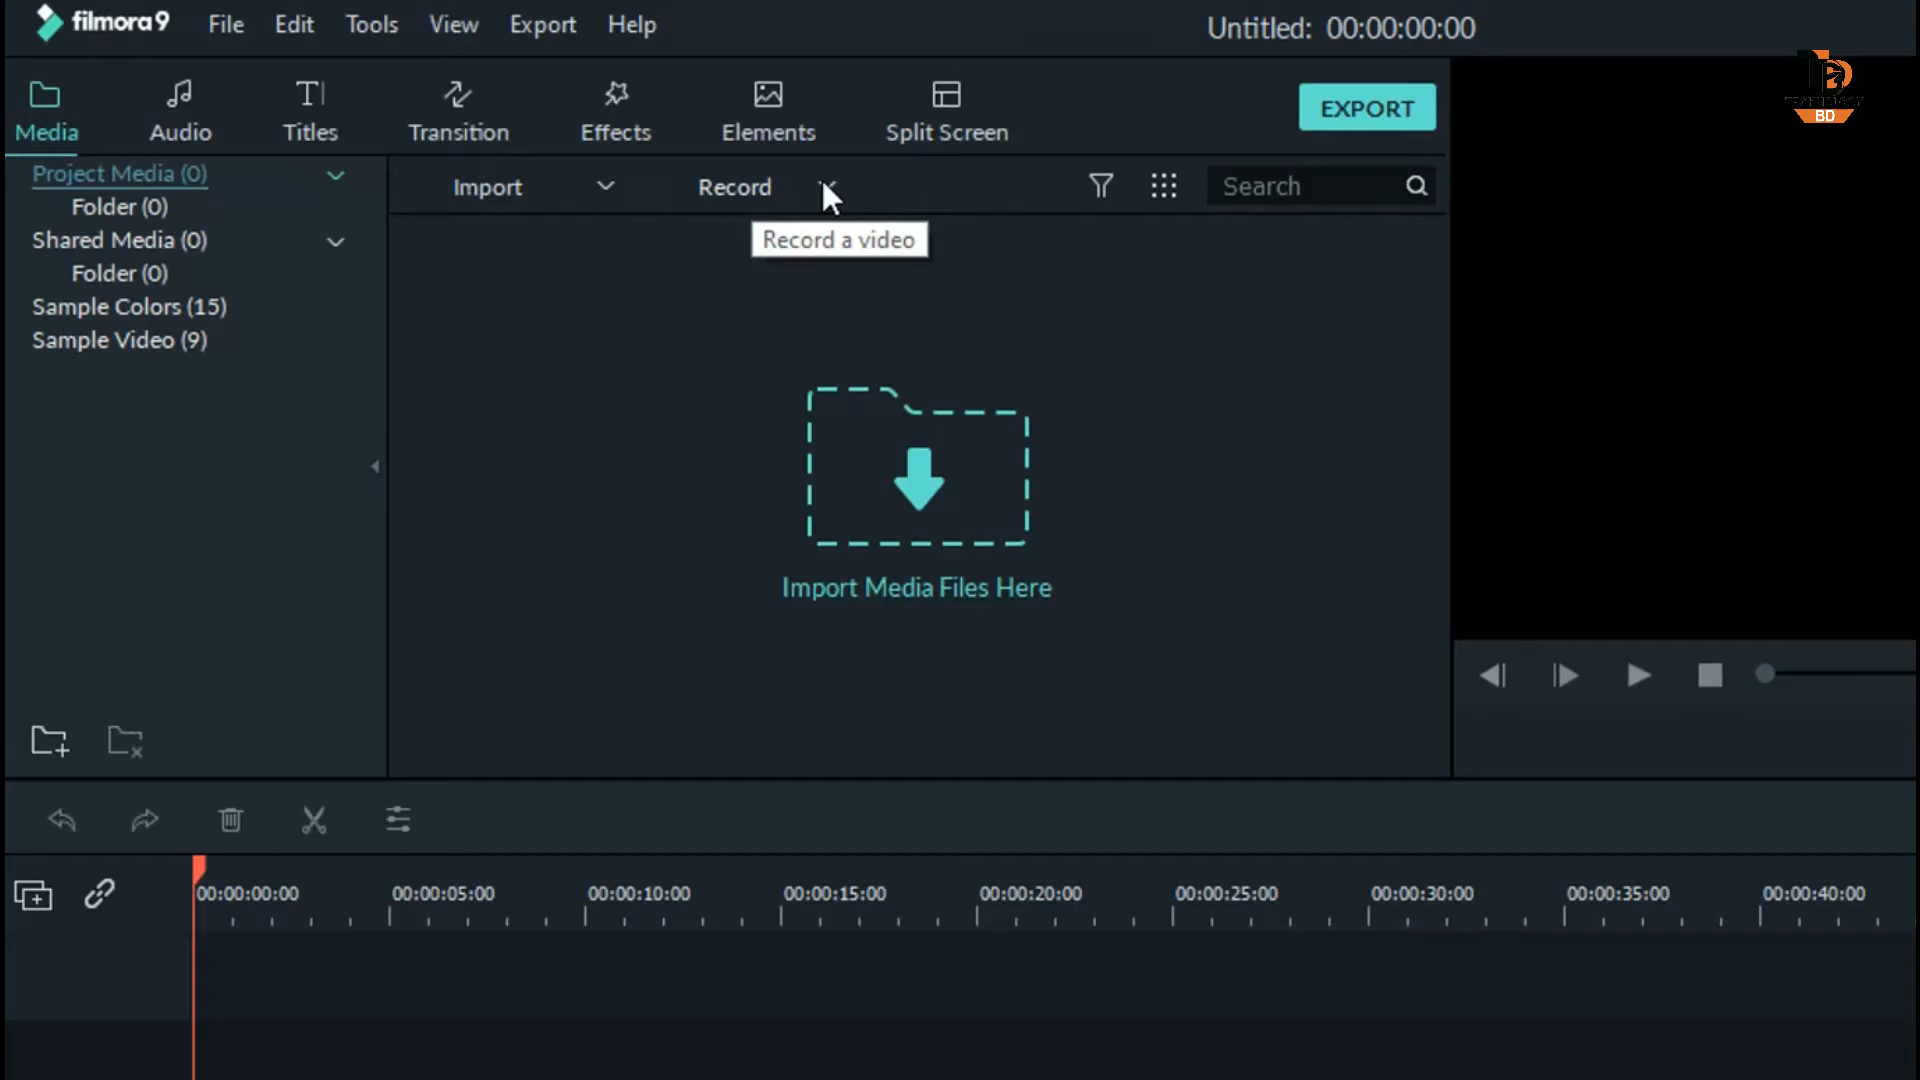 filmora9 File Edit Tools View Export Help Untitled: 00:00:00:00
Media Audio Titles Transition Effects Elements Split Screen EXPORT
BD
Project Media (0)
Folder (0)
Shared Media (0)
Folder (0)
Sample Colors (15)
Sample Video (9)
Import Record Search
Record a video
Import Media Files Here
00:00:00:00 00:00:05:00 00:00:10:00 00:00:15:00 00:00:20:00 00:00:25:00 00:00:30:00 00:00:35:00 00:00:40:00